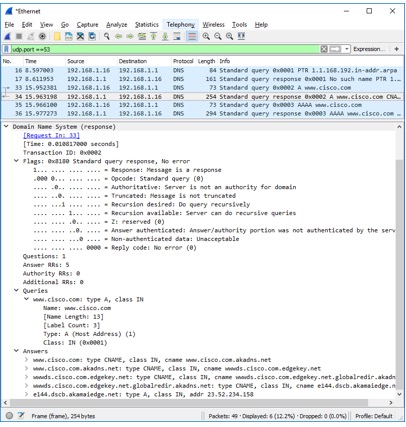 *Ethernet
File Edit View Go Capture Analyze Statistics Telephony Wireless Tools Help
udp.port ==53
Expression... +
No. Time Source Destination Protocol Length Info
16 8.597003 192.168.1.16 192.168.1.1 DNS 84 Standard query 0x0001 PTR 1.1.168.192.in-addr.arpa
17 8.611953 192.168.1.1 192.168.1.16 DNS 161 Standard query response 0x0001 No such name PTR 1...
33 15.952381 192.168.1.16 192.168.1.1 DNS 73 Standard query 0x0002 A www.cisco.com
34 15.963198 192.168.1.1 192.168.1.16 DNS 254 Standard query response 0x0002 A www.cisco.com CNA...
35 15.966100 192.168.1.16 192.168.1.1 DNS 73 Standard query 0x0003 AAAA www.cisco.com
36 15.977273 192.168.1.1 192.168.1.16 DNS 294 Standard query response 0x0003 AAAA www.cisco.com ...
Domain Name System (response)
[Request In: 33]
[Time: 0.010817000 seconds]
Transaction ID: 0x0002
Flags: 0x8180 Standard query response, No error
1... .... .... .... = Response: Message is a response
.000 0... .... .... = Opcode: Standard query (0)
.... .0.. .... .... = Authoritative: Server is not an authority for domain
.... ..0. .... .... = Truncated: Message is not truncated
.... ...1 .... .... = Recursion desired: Do query recursively
.... .... 1... .... = Recursion available: Server can do recursive queries
.... .... .0.. .... = Z: reserved (0)
.... .... ..0. .... = Answer authenticated: Answer/authority portion was not authenticated by the serv
.... .... ...0 .... = Non-authenticated data: Unacceptable
.... .... .... 0000 = Reply code: No error (0)
Questions: 1
Answer RRs: 5
Authority RRs: 0
Additional RRs: 0
Queries
www.cisco.com: type A, class IN
Name: www.cisco.com
[Name Length: 13]
[Label Count: 3]
Type: A (Host Address) (1)
Class: IN (0x0001)
Answers
www.cisco.com: type CNAME, class IN, cname www.cisco.com.akadns.net
www.cisco.com.akadns.net: type CNAME, class IN, cname wwwds.cisco.com.edgekey.net
wwwds.cisco.com.edgekey.net: type CNAME, class IN, cname wwwds.cisco.com.edgekey.net.globalredir.akadns.net
wwwds.cisco.com.edgekey.net.globalredir.akadns.net: type CNAME, class IN, cname e144.dscb.akamaiedge.n
e144.dscb.akamaiedge.net: type A, class IN, addr 23.52.234.158
Frame (frame), 254 bytes
Packets: 49 · Displayed: 6 (12.2%) · Dropped: 0 (0.0%)
Profile: Default